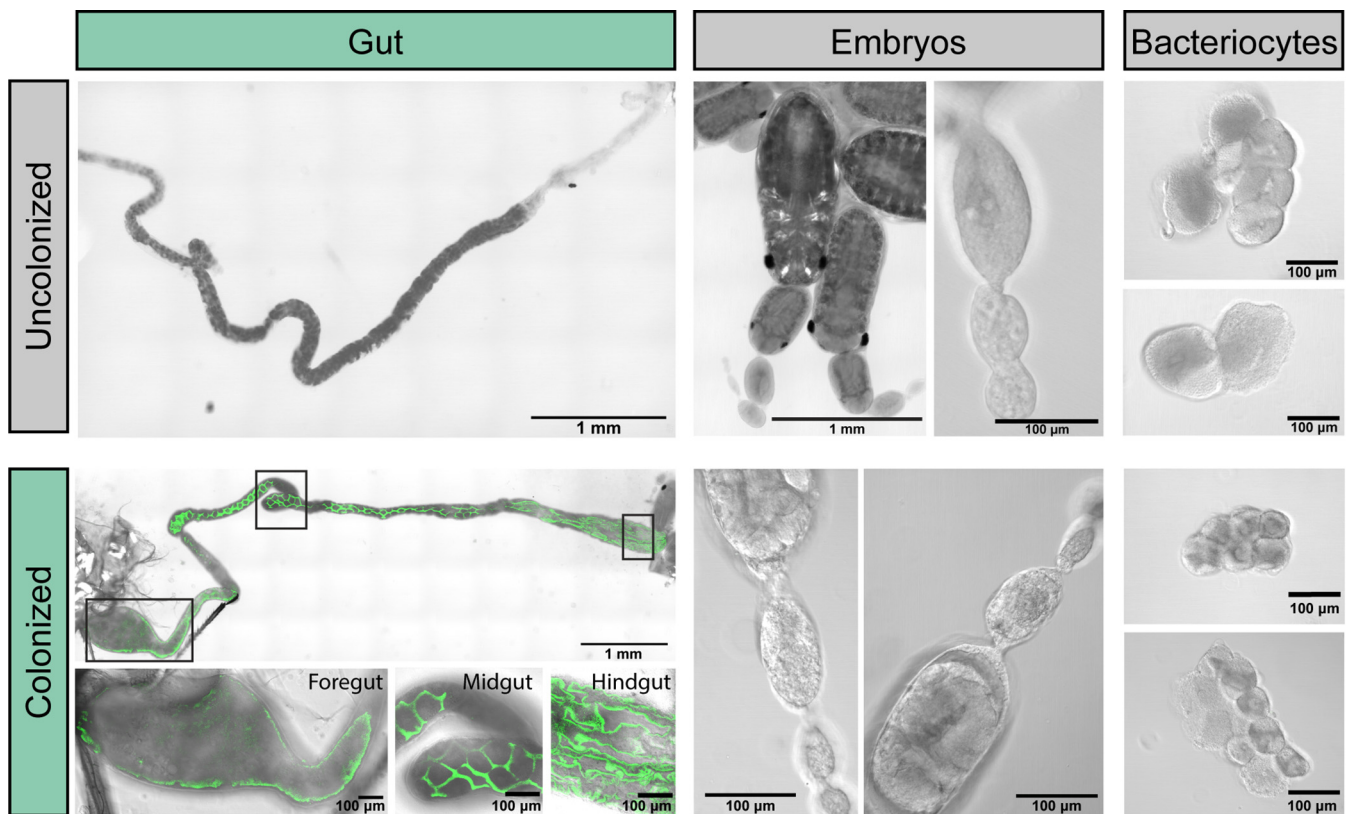 Gut
Embryos
Bacteriocytes
Uncolonized
1 mm
1 mm
100 µm
100 µm
100 µm
Colonized
1 mm
Foregut
100 µm
Midgut
100 µm
Hindgut
100 µm
100 µm
100 µm
100 µm
100 µm